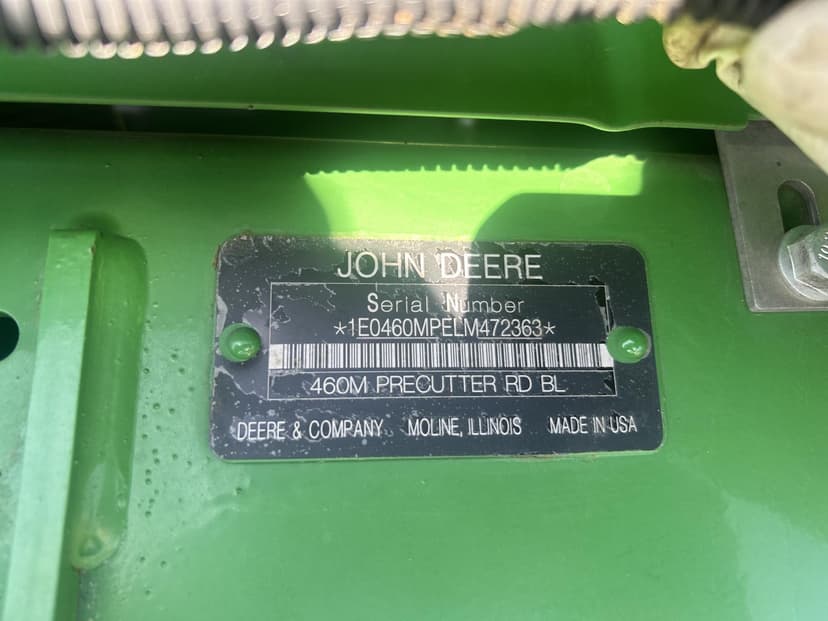 JOHN DEERE
Serial Number
*1E0460MPELM472363*
460M PRECUTTER RD BL
DEERE & COMPANY MOLINE, ILLINOIS MADE IN USA